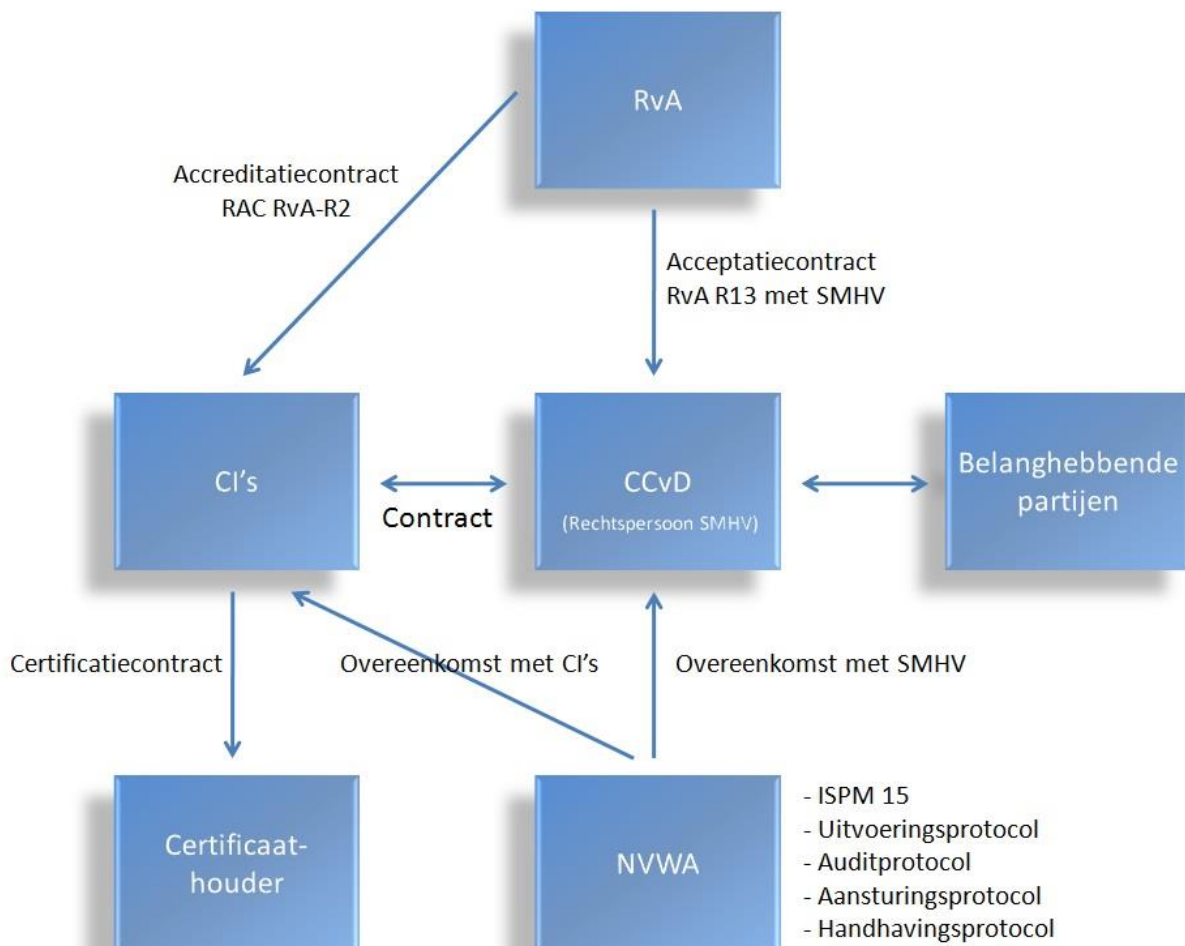 RvA
Accreditatiecontract
RAC RvA-R2
Acceptatiecontract
RvA R13 met SMHV
CI's
Contract
CCvD
(Rechtspersoon SMHV)
Belanghebbende
partijen
Certificatiecontract
Overeenkomst met CI's
Overeenkomst met SMHV
Certificaat-
houder
NVWA
- ISPM 15
- Uitvoeringsprotocol
- Auditprotocol
- Aansturingsprotocol
- Handhavingsprotocol